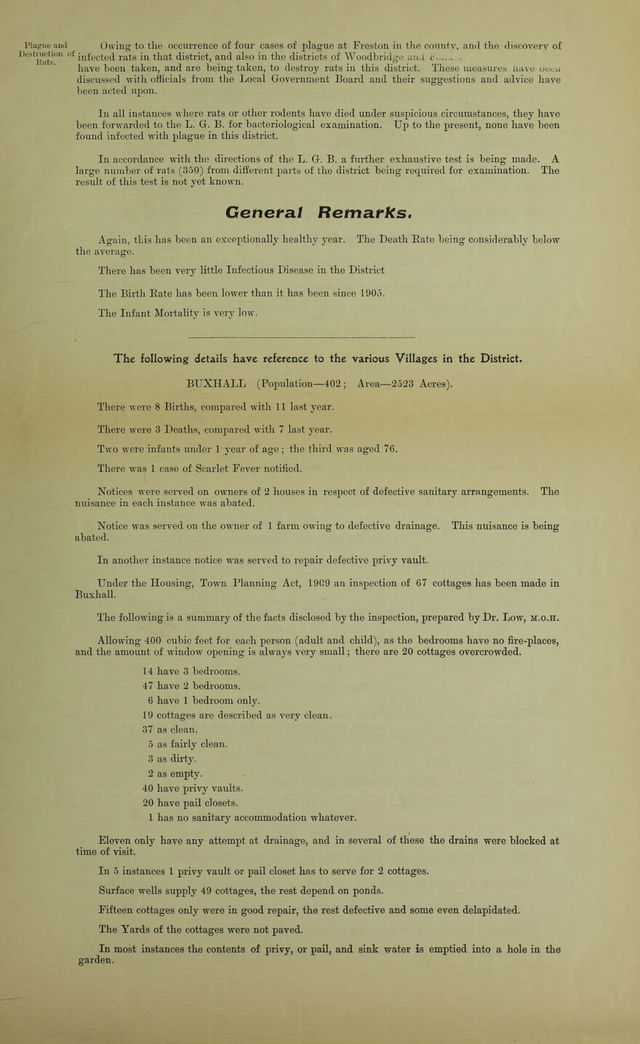 Plague and
Destruction of
Rats.
Owing to the occurrence of four cases of plague at Freston in the county, and the discovery of
infected rats in that district, and also in the districts of Woodbridge and
have been taken, and are being taken, to destroy rats in this district. These measures have been
discussed with officials from the Local Government Board and their suggestions and advice have
been acted upon.
In all instances where rats or other rodents have died under suspicious circumstances, they have
been forwarded to the L. G. B. for bacteriological examination. Up to the present, none have been
found infected with plague in this district.
In accordance with the directions of the L. G. B. a further exhaustive test is being made. A
large number of rats (350) from different parts of the district being required for examination. The
result of this test is not yet known.
General Remarks.
Again, this has been an exceptionally healthy year. The Death Rate being considerably below
the average.
There has been very little Infectious Disease in the District
The Birth Rate has been lower than it has been since 1905.
The Infant Mortality is very low.
The following details have reference to the various Villages in the District.
BUXHALL (Population—402; Area—2523 Acres).
There were 8 Births, compared with 11 last year.
There were 3 Deaths, compared with 7 last year.
Two were infants under 1 year of age; the third was aged 76.
There was 1 case of Scarlet Fever notified.
Notices were served on owners of 2 houses in respect of defective sanitary arrangements. The
nuisance in each instance was abated.
Notice was served on the owner of 1 farm owing to defective drainage. This nuisance is being
abated.
In another instance notice was served to repair defective privy vault.
Under the Housing, Town Planning Act, 1909 an inspection of 67 cottages has been made in
Buxhall.
The following is a summary of the facts disclosed by the inspection, prepared by Dr. Low, M.O.H.
Allowing 400 cubic feet for each person (adult and child), as the bedrooms have no fire-places,
and the amount of window opening is always very small; there are 20 cottages overcrowded.
14 have 3 bedrooms.
47 have 2 bedrooms.
6 have 1 bedroom only.
19 cottages are described as very clean.
37 as clean.
5 as fairly clean.
3 as dirty.
2 as empty.
40 have privy vaults.
20 have pail closets.
1 has no sanitary accommodation whatever.
Eleven only have any attempt at drainage, and in several of these the drains were blocked at
time of visit.
In 5 instances 1 privy vault or pail closet has to serve for 2 cottages.
Surface wells supply 49 cottages, the rest depend on ponds.
Fifteen cottages only were in good repair, the rest defective and some even delapidated.
The Yards of the cottages were not paved.
In most instances the contents of privy, or pail, and sink water is emptied into a hole in the
garden.